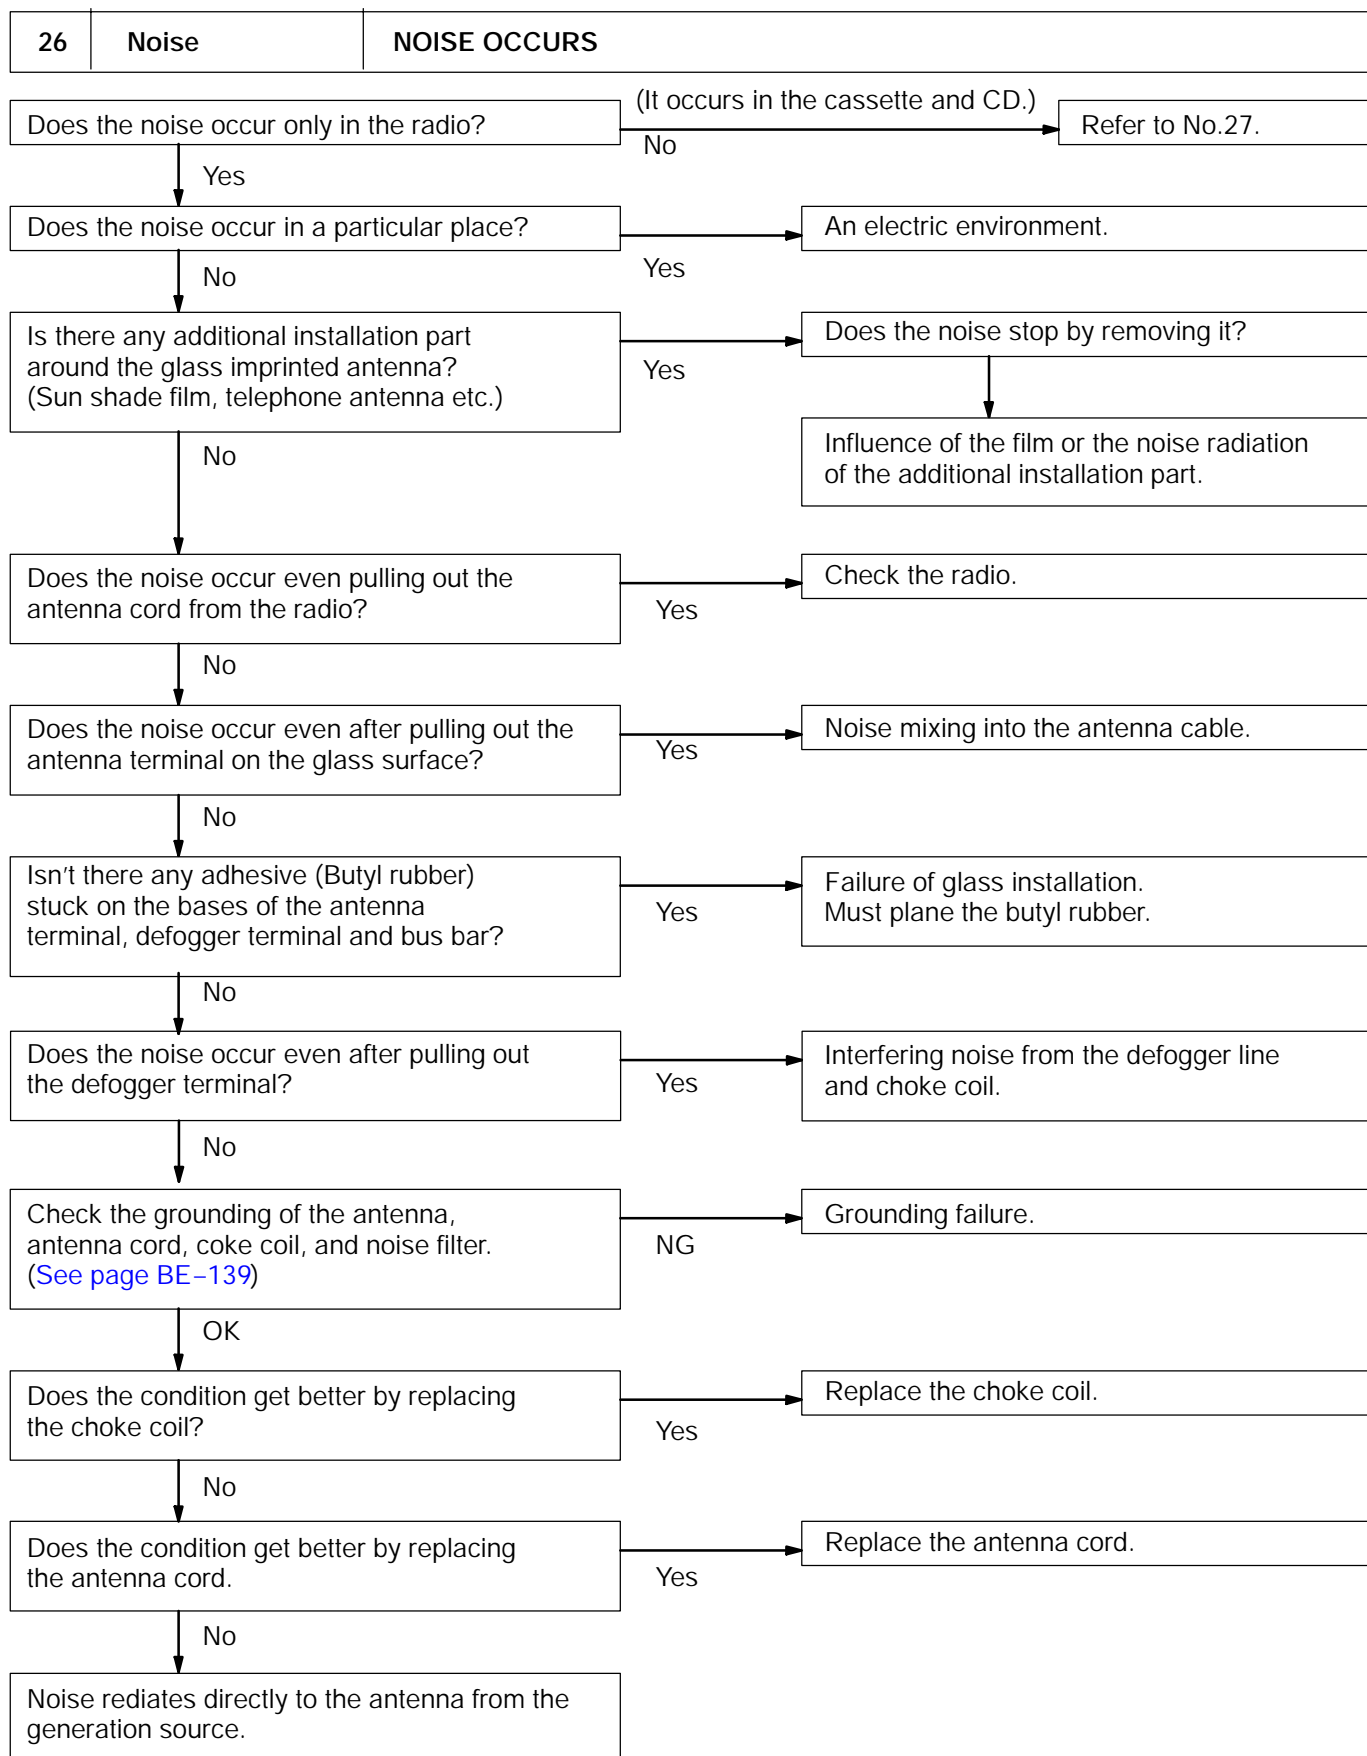 26 Noise NOISE OCCURS
(It occurs in the cassette and CD.)
Does the noise occur only in the radio?
No
Refer to No.27.
Yes
Does the noise occur in a particular place?
Yes
An electric environment.
No
Is there any additional installation part
around the glass imprinted antenna?
(Sun shade film, telephone antenna etc.)
Yes
Does the noise stop by removing it?
Influence of the film or the noise radiation
of the additional installation part.
No
Does the noise occur even pulling out the
antenna cord from the radio?
Yes
Check the radio.
No
Does the noise occur even after pulling out the
antenna terminal on the glass surface?
Yes
Noise mixing into the antenna cable.
No
Isn't there any adhesive (Butyl rubber)
stuck on the bases of the antenna
terminal, defogger terminal and bus bar?
Yes
Failure of glass installation.
Must plane the butyl rubber.
No
Does the noise occur even after pulling out
the defogger terminal?
Yes
Interfering noise from the defogger line
and choke coil.
No
Check the grounding of the antenna,
antenna cord, coke coil, and noise filter.
(See page BE–139)
NG
Grounding failure.
OK
Does the condition get better by replacing
the choke coil?
Yes
Replace the choke coil.
No
Does the condition get better by replacing
the antenna cord.
Yes
Replace the antenna cord.
No
Noise rediates directly to the antenna from the
generation source.